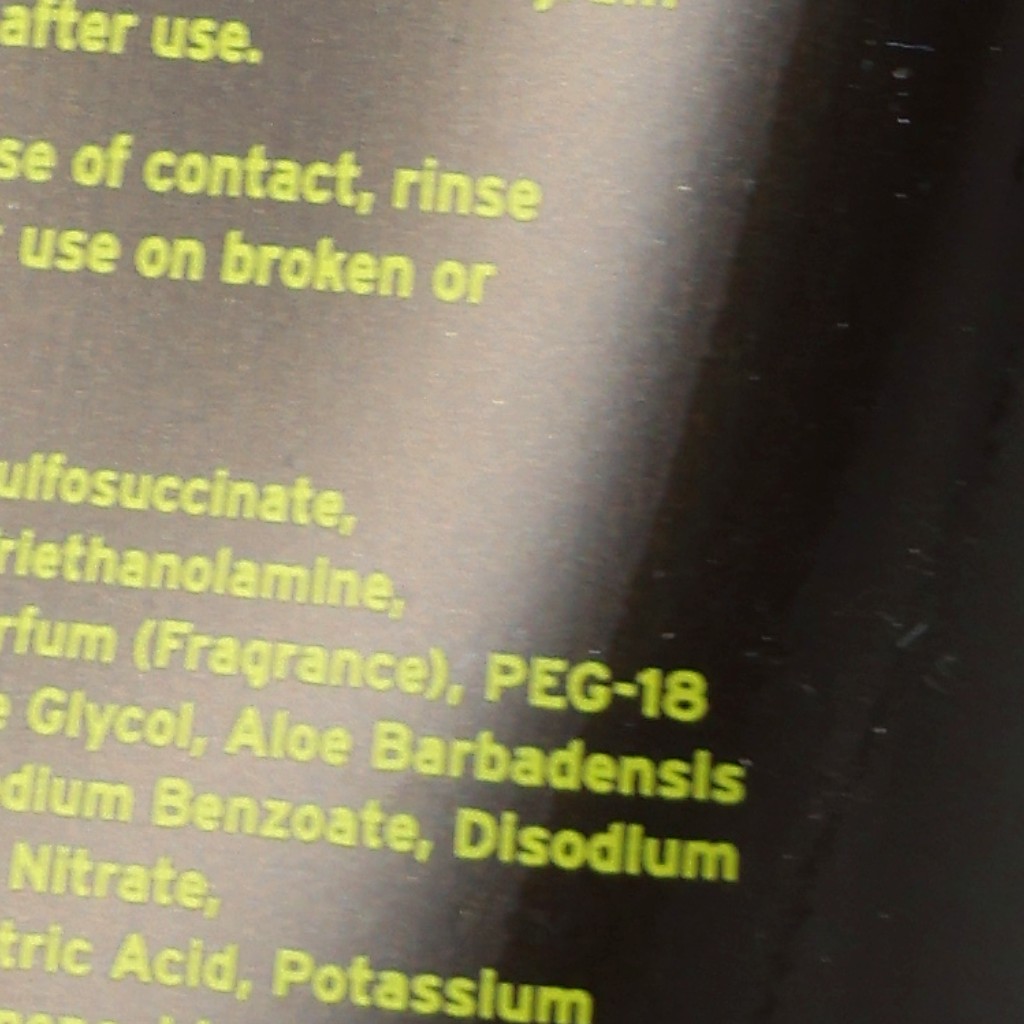 after use.
se of contact, rinse
use on broken or
ulfosuccinate,
riethanolamine,
rfum (Fragrance), PEG-18
e Glycol, Aloe Barbadensis
dium Benzoate, Disodium
Nitrate,
tric Acid, Potassium